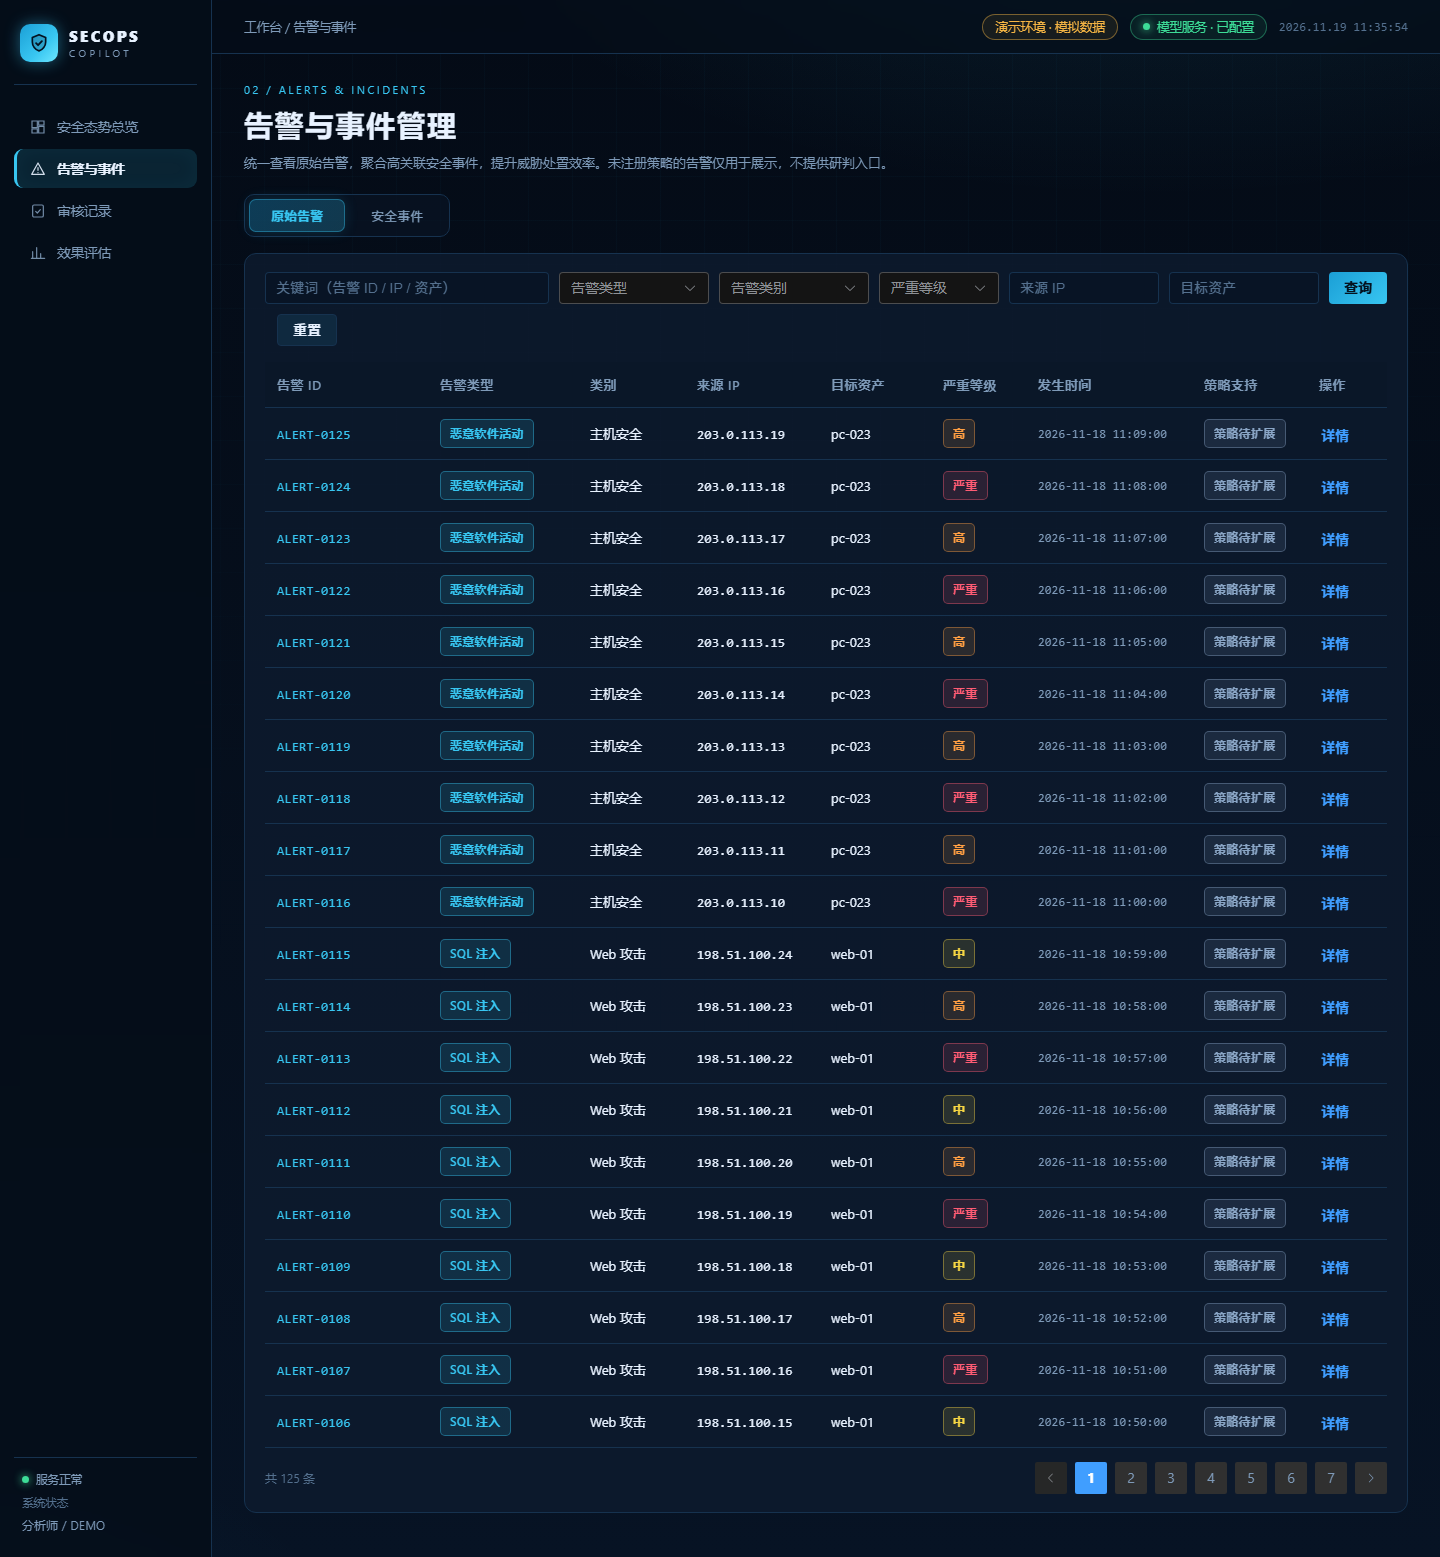 SECOPS
COPILOT
安全态势总览
告警与事件
审核记录
效果评估
服务正常
系统状态
分析师 / DEMO
工作台 / 告警与事件
演示环境 · 模拟数据
模型服务 · 已配置
2026.11.19 11:35:54
02 / ALERTS & INCIDENTS
告警与事件管理
统一查看原始告警，聚合高关联安全事件，提升威胁处置效率。未注册策略的告警仅用于展示，不提供研判入口。
原始告警 安全事件
关键词（告警 ID / IP / 资产） 告警类型 告警类别 严重等级 来源 IP 目标资产 查询
重置
告警 ID 告警类型 类别 来源 IP 目标资产 严重等级 发生时间 策略支持 操作
ALERT-0125 恶意软件活动 主机安全 203.0.113.19 pc-023 高 2026-11-18 11:09:00 策略待扩展 详情
ALERT-0124 恶意软件活动 主机安全 203.0.113.18 pc-023 严重 2026-11-18 11:08:00 策略待扩展 详情
ALERT-0123 恶意软件活动 主机安全 203.0.113.17 pc-023 高 2026-11-18 11:07:00 策略待扩展 详情
ALERT-0122 恶意软件活动 主机安全 203.0.113.16 pc-023 严重 2026-11-18 11:06:00 策略待扩展 详情
ALERT-0121 恶意软件活动 主机安全 203.0.113.15 pc-023 高 2026-11-18 11:05:00 策略待扩展 详情
ALERT-0120 恶意软件活动 主机安全 203.0.113.14 pc-023 严重 2026-11-18 11:04:00 策略待扩展 详情
ALERT-0119 恶意软件活动 主机安全 203.0.113.13 pc-023 高 2026-11-18 11:03:00 策略待扩展 详情
ALERT-0118 恶意软件活动 主机安全 203.0.113.12 pc-023 严重 2026-11-18 11:02:00 策略待扩展 详情
ALERT-0117 恶意软件活动 主机安全 203.0.113.11 pc-023 高 2026-11-18 11:01:00 策略待扩展 详情
ALERT-0116 恶意软件活动 主机安全 203.0.113.10 pc-023 严重 2026-11-18 11:00:00 策略待扩展 详情
ALERT-0115 SQL 注入 Web 攻击 198.51.100.24 web-01 中 2026-11-18 10:59:00 策略待扩展 详情
ALERT-0114 SQL 注入 Web 攻击 198.51.100.23 web-01 高 2026-11-18 10:58:00 策略待扩展 详情
ALERT-0113 SQL 注入 Web 攻击 198.51.100.22 web-01 严重 2026-11-18 10:57:00 策略待扩展 详情
ALERT-0112 SQL 注入 Web 攻击 198.51.100.21 web-01 中 2026-11-18 10:56:00 策略待扩展 详情
ALERT-0111 SQL 注入 Web 攻击 198.51.100.20 web-01 高 2026-11-18 10:55:00 策略待扩展 详情
ALERT-0110 SQL 注入 Web 攻击 198.51.100.19 web-01 严重 2026-11-18 10:54:00 策略待扩展 详情
ALERT-0109 SQL 注入 Web 攻击 198.51.100.18 web-01 中 2026-11-18 10:53:00 策略待扩展 详情
ALERT-0108 SQL 注入 Web 攻击 198.51.100.17 web-01 高 2026-11-18 10:52:00 策略待扩展 详情
ALERT-0107 SQL 注入 Web 攻击 198.51.100.16 web-01 严重 2026-11-18 10:51:00 策略待扩展 详情
ALERT-0106 SQL 注入 Web 攻击 198.51.100.15 web-01 中 2026-11-18 10:50:00 策略待扩展 详情
共 125 条 1 2 3 4 5 6 7